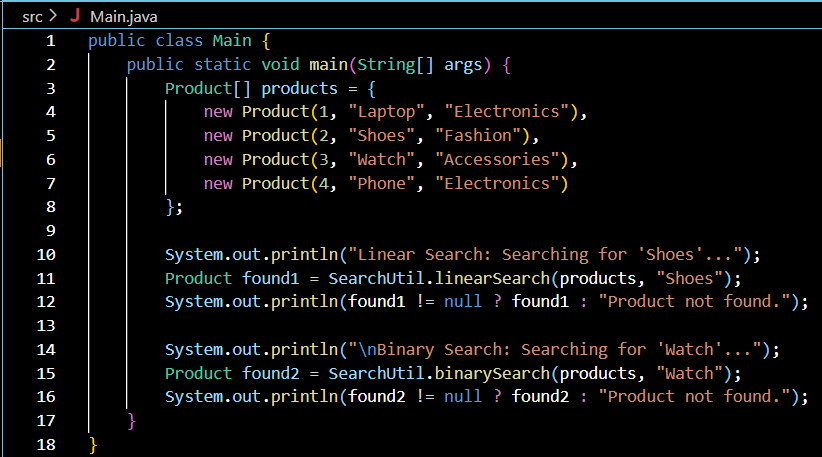 src > J Main.java
1 public class Main {
2     public static void main(String[] args) {
3         Product[] products = {
4             new Product(1, "Laptop", "Electronics"),
5             new Product(2, "Shoes", "Fashion"),
6             new Product(3, "Watch", "Accessories"),
7             new Product(4, "Phone", "Electronics")
8         };
9
10         System.out.println("Linear Search: Searching for 'Shoes'...");
11         Product found1 = SearchUtil.linearSearch(products, "Shoes");
12         System.out.println(found1 != null ? found1 : "Product not found.");
13
14         System.out.println("\nBinary Search: Searching for 'Watch'...");
15         Product found2 = SearchUtil.binarySearch(products, "Watch");
16         System.out.println(found2 != null ? found2 : "Product not found.");
17     }
18 }